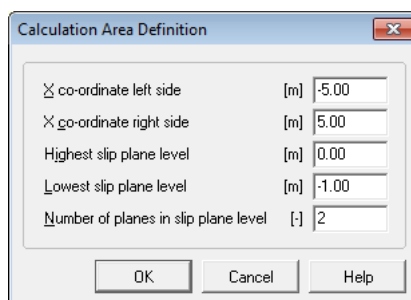 Calculation Area Definition
X co-ordinate left side [m] -5.00
X co-ordinate right side [m] 5.00
Highest slip plane level [m] 0.00
Lowest slip plane level [m] -1.00
Number of planes in slip plane level [-] 2
OK Cancel Help